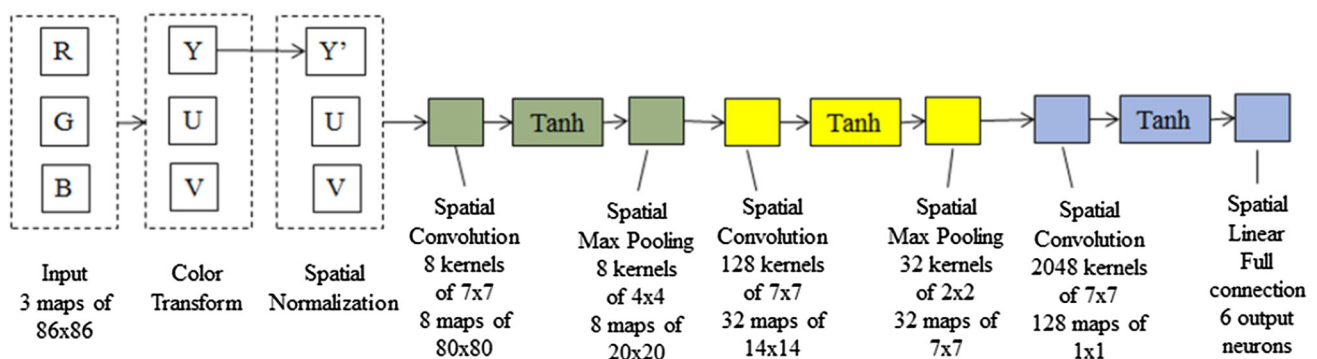 R
G
B
Y
U
V
Y’
U
V
Tanh
Tanh
Tanh
Input
3 maps of
86x86
Color
Transform
Spatial
Normalization
Spatial
Convolution
8 kernels
of 7x7
8 maps of
80x80
Spatial
Max Pooling
8 kernels
of 4x4
8 maps of
20x20
Spatial
Convolution
128 kernels
of 7x7
32 maps of
14x14
Spatial
Max Pooling
32 kernels
of 2x2
32 maps of
7x7
Spatial
Convolution
2048 kernels
of 7x7
128 maps of
1x1
Spatial
Linear
Full
connection
6 output
neurons